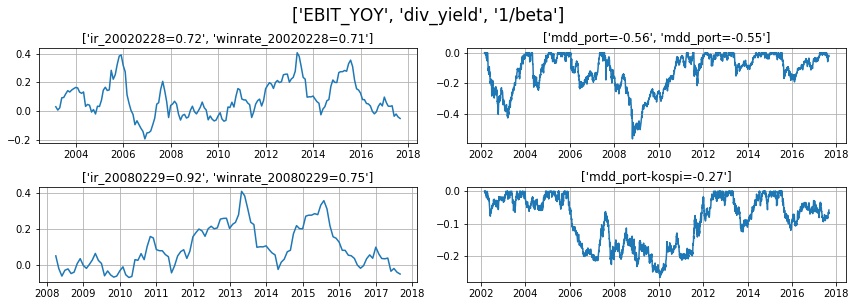 ['EBIT_YOY', 'div_yield', '1/beta']
['ir_20020228=0.72', 'winrate_20020228=0.71']
0.4
0.2
0.0
−0.2
2004 2006 2008 2010 2012 2014 2016 2018
['mdd_port=-0.56', 'mdd_port=-0.55']
0.0
−0.2
−0.4
2002 2004 2006 2008 2010 2012 2014 2016 2018
['ir_20080229=0.92', 'winrate_20080229=0.75']
0.4
0.2
0.0
2008 2009 2010 2011 2012 2013 2014 2015 2016 2017 2018
['mdd_port-kospi=-0.27']
0.0
−0.1
−0.2
2002 2004 2006 2008 2010 2012 2014 2016 2018